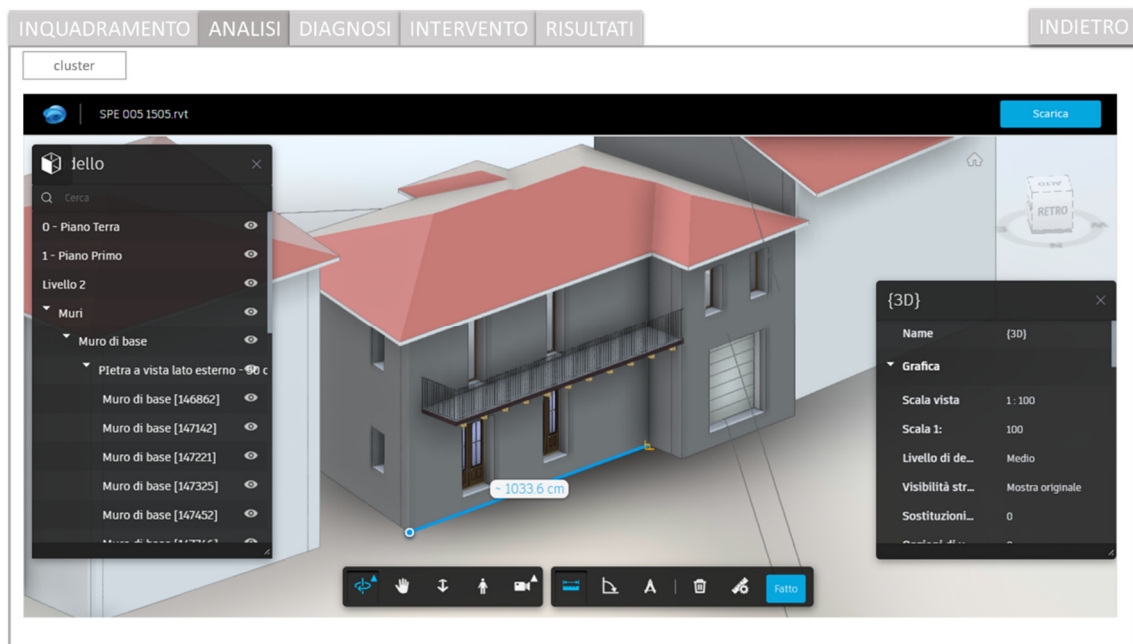 INQUADRAMENTO ANALISI DIAGNOSI INTERVENTO RISULTATI INDIETRO
cluster
SPE 005 1505.rvt Scarica
dello
Cerca
0 - Piano Terra
1 - Piano Primo
Livello 2
Muri
Muro di base
PIetra a vista lato esterno -
Muro di base [146862]
Muro di base [147142]
Muro di base [147221]
Muro di base [147325]
Muro di base [147452]
RETRO
{3D}
Name {3D}
Grafica
Scala vista 1 : 100
Scala 1: 100
Livello di de... Medio
Visibilità str... Mostra originale
Sostituzioni... 0
~ 1033.6 cm
Fatto